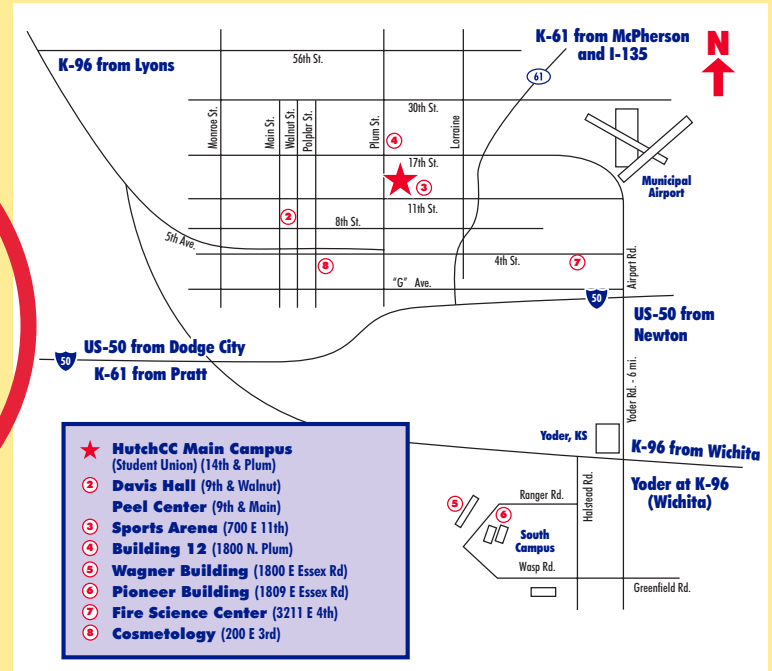 K-61 from McPherson
and I-135
N
K-96 from Lyons
56th St.
61
30th St.
Monroe St.
Main St.
Walnut St.
Polplar St.
Plum St.
Lorraine
4
17th St.
3
Municipal
Airport
11th St.
2
8th St.
5th Ave.
8
4th St.
7
"G" Ave.
Airport Rd.
50
US-50 from
Newton
US-50 from Dodge City
50
K-61 from Pratt
Yoder Rd. - 6 mi.
Yoder, KS
K-96 from Wichita
Yoder at K-96
(Wichita)
Halstead Rd.
Ranger Rd.
5
6
South
Campus
Wasp Rd.
Greenfield Rd.
HutchCC Main Campus
(Student Union) (14th & Plum)
2 Davis Hall (9th & Walnut)
Peel Center (9th & Main)
3 Sports Arena (700 E 11th)
4 Building 12 (1800 N. Plum)
5 Wagner Building (1800 E Essex Rd)
6 Pioneer Building (1809 E Essex Rd)
7 Fire Science Center (3211 E 4th)
8 Cosmetology (200 E 3rd)